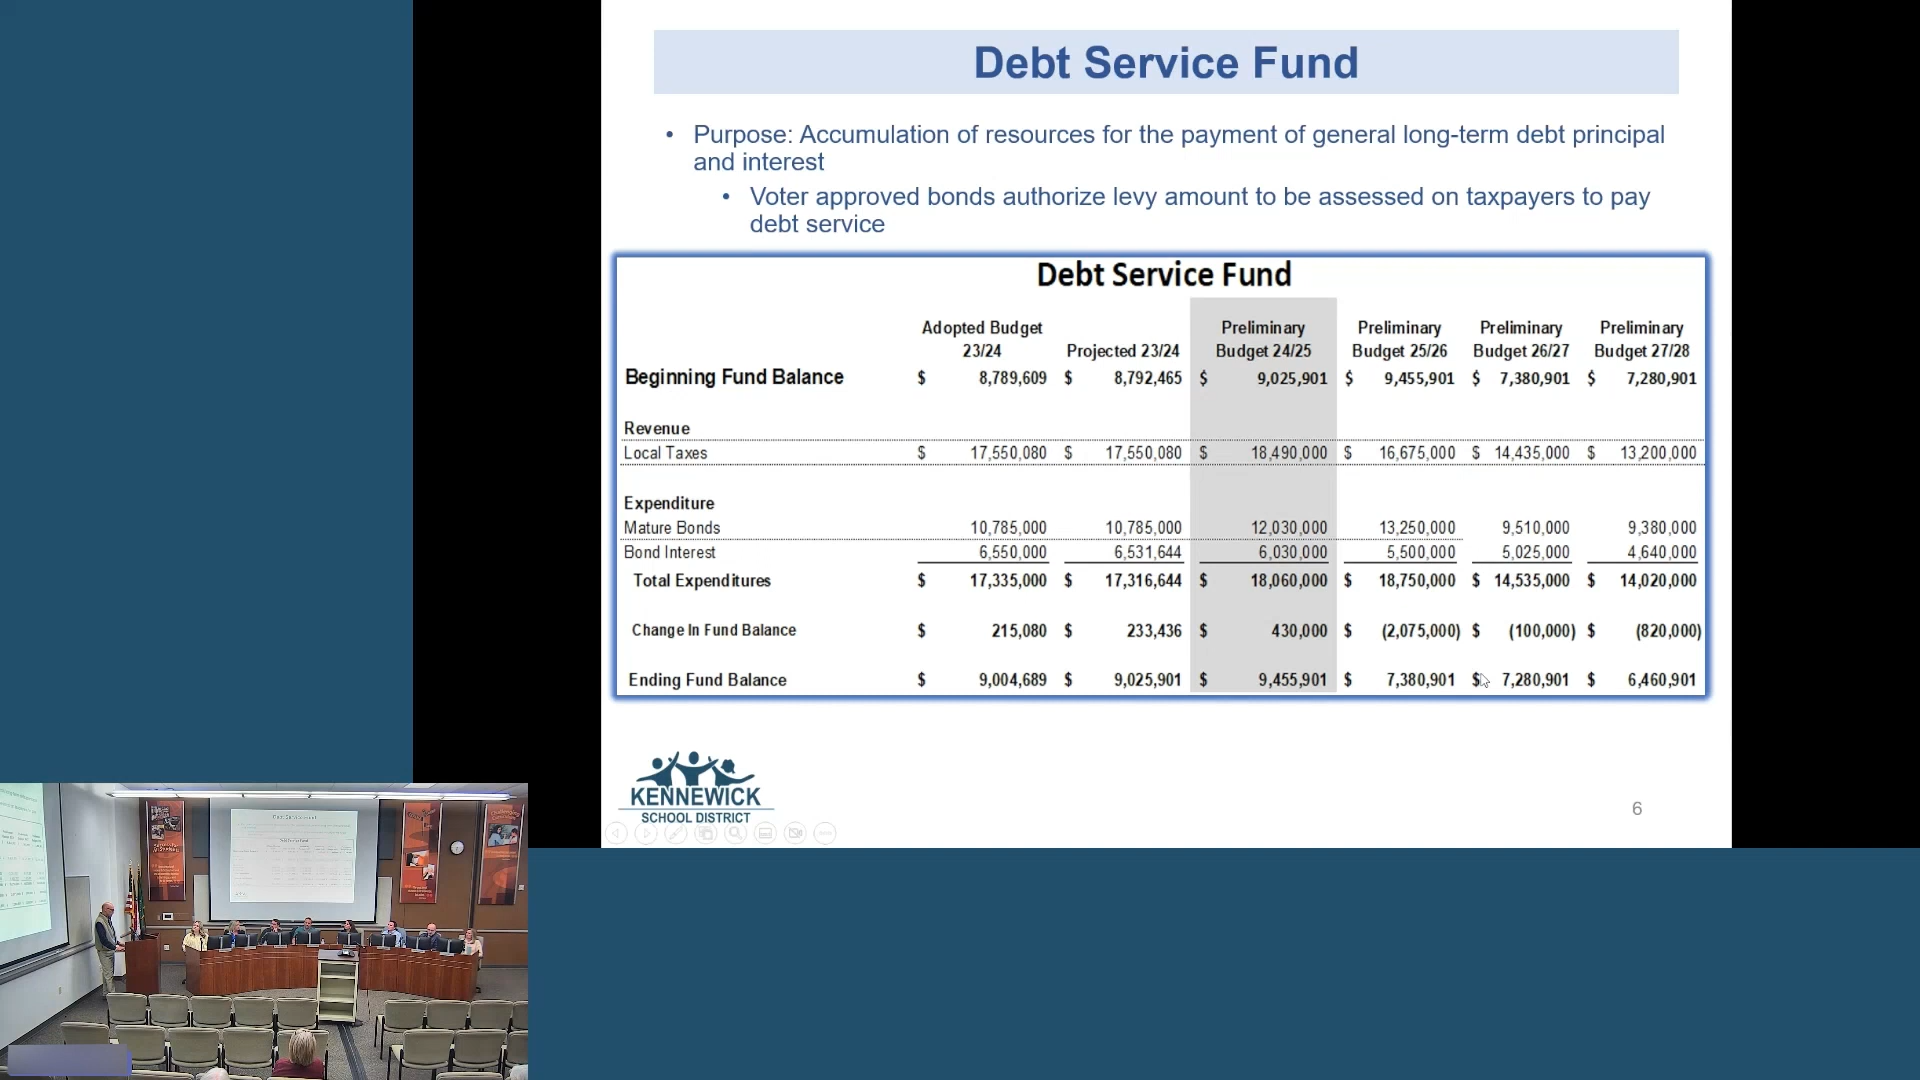 Debt Service Fund
• Purpose: Accumulation of resources for the payment of general long-term debt principal
and interest
• Voter approved bonds authorize levy amount to be assessed on taxpayers to pay
debt service
Debt Service Fund
Adopted Budget 23/24 Projected 23/24 Preliminary Budget 24/25 Preliminary Budget 25/26 Preliminary Budget 26/27 Preliminary Budget 27/28
Beginning Fund Balance $ 8,789,609 $ 8,792,465 $ 9,025,901 $ 9,455,901 $ 7,380,901 $ 7,280,901
Revenue
Local Taxes $ 17,550,080 $ 17,550,080 $ 18,490,000 $ 16,675,000 $ 14,435,000 $ 13,200,000
Expenditure
Mature Bonds 10,785,000 10,785,000 12,030,000 13,250,000 9,510,000 9,380,000
Bond Interest 6,550,000 6,531,644 6,030,000 5,500,000 5,025,000 4,640,000
Total Expenditures $ 17,335,000 $ 17,316,644 $ 18,060,000 $ 18,750,000 $ 14,535,000 $ 14,020,000
Change In Fund Balance $ 215,080 $ 233,436 $ 430,000 $ (2,075,000) $ (100,000) $ (820,000)
Ending Fund Balance $ 9,004,689 $ 9,025,901 $ 9,455,901 $ 7,380,901 $ 7,280,901 $ 6,460,901
KENNEWICK
SCHOOL DISTRICT
6
Debt Service Fund